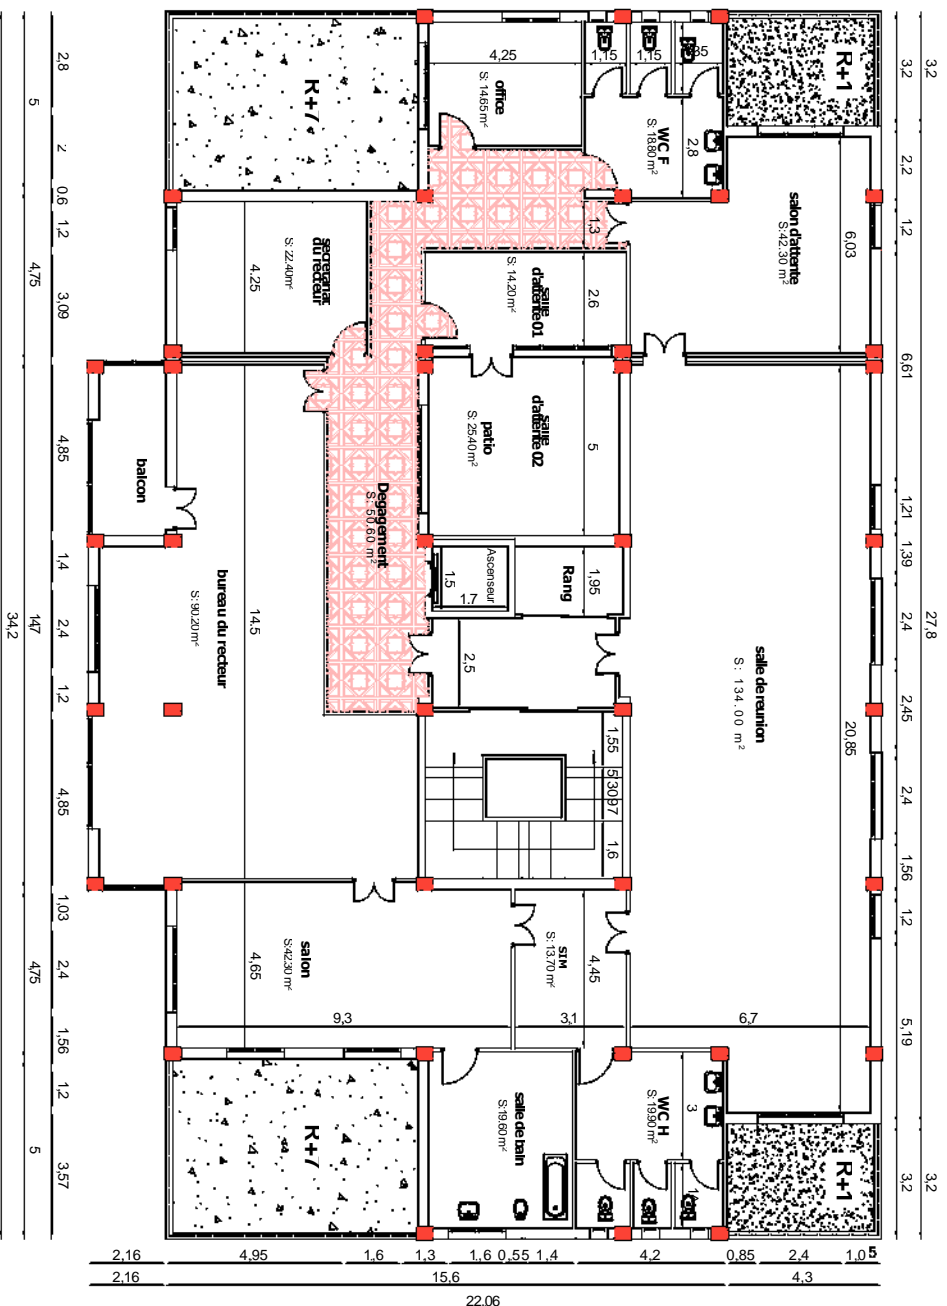 R+7
4,25
office
S: 14.65 m²
1,15
1,15
R+1
WC F
S: 18.80 m²
2,8
1,3
salon d'attente
S:42.30 m²
6,03
S: 22.40m²
du recteur
4,25
salle
d'attente 01
S: 14.20 m²
2.6
salle
d'attente 02
patio
S: 25.40 m²
5
balcon
Degagement
S: 50.60 m²
Ascenseur
1.5
1.7
Rang
1,95
2,5
bureau du recteur
S: 90.20 m²
14,5
salle de reunion
S: 134.00 m²
20,85
1,55
1,6
salon
S:42.30 m²
4,65
SIM
S: 13.70 m²
4,45
9,3
3,1
6,7
R+7
salle de bain
S:19.60 m²
WC H
S: 19.90 m²
3
R+1
2,8
5
2
0,6
1,2
4,75
3,09
4,85
1,4
2,4
14,7
34,2
1,2
4,85
1,03
2,4
4,75
1,56
1,2
5
3,57
3,2
3,2
2,2
1,2
0,61
1,21
1,39
2,4
27,8
2,45
2,4
1,56
1,2
5,19
3,2
3,2
2,16
4,95
1,6
1,3
1,6
0,55
1,4
4,2
0,85
2,4
1,05
2,16
15,6
4,3
22.06